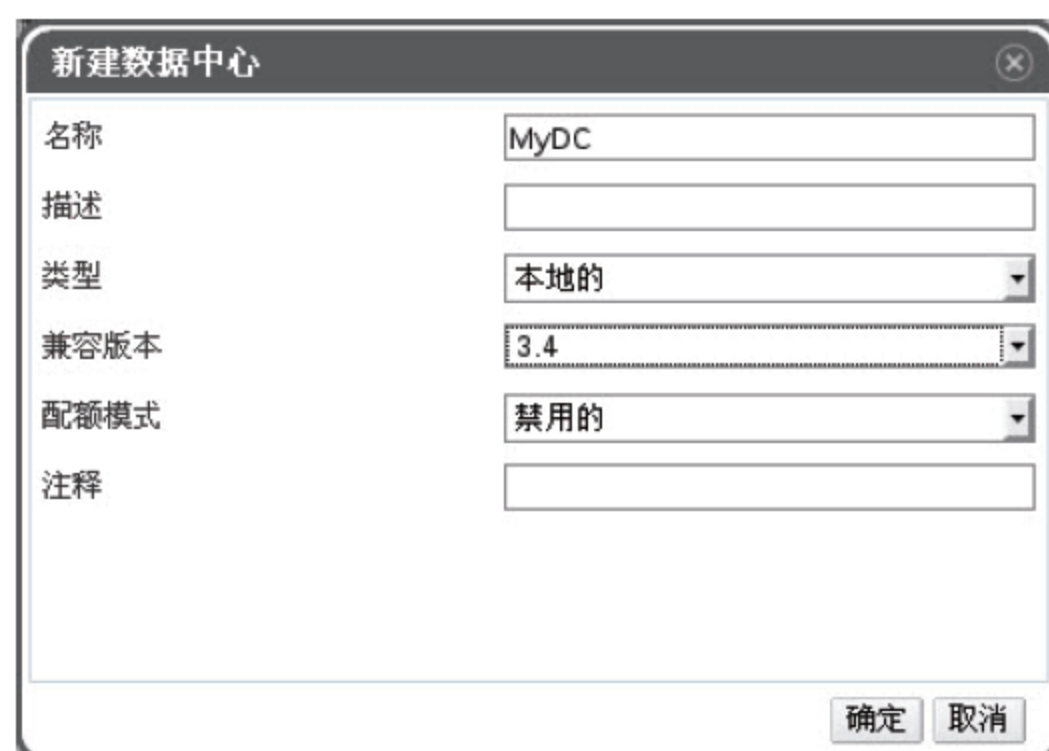 新建数据中心
名称 MyDC
描述
类型 本地的
兼容版本 3.4
配额模式 禁用的
注释
确定 取消